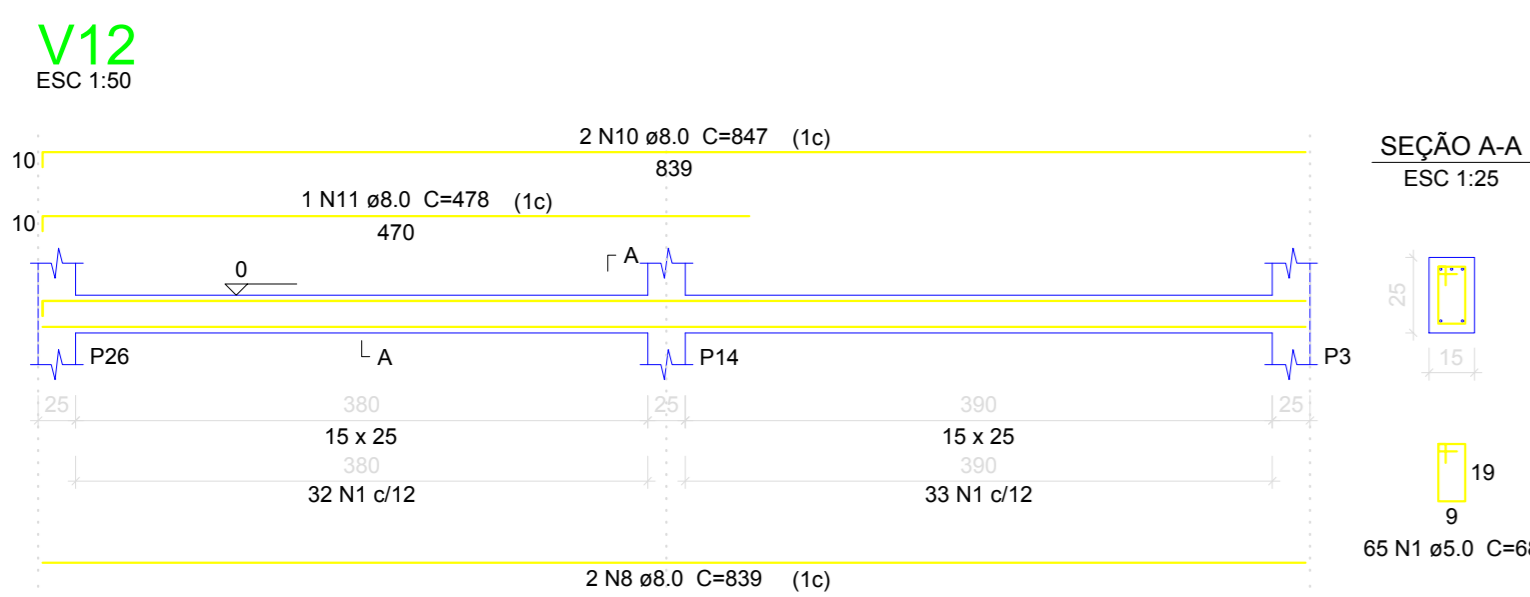 V12
ESC 1:50
2 N10 ø8.0 C=847 (1c)
10
839
1 N11 ø8.0 C=478 (1c)
10
470
A
0
P26
A
P14
P3
25
380
25
390
25
15 x 25
15 x 25
380
390
32 N1 c/12
33 N1 c/12
2 N8 ø8.0 C=839 (1c)
SEÇÃO A-A
ESC 1:25
25
15
19
9
65 N1 ø5.0